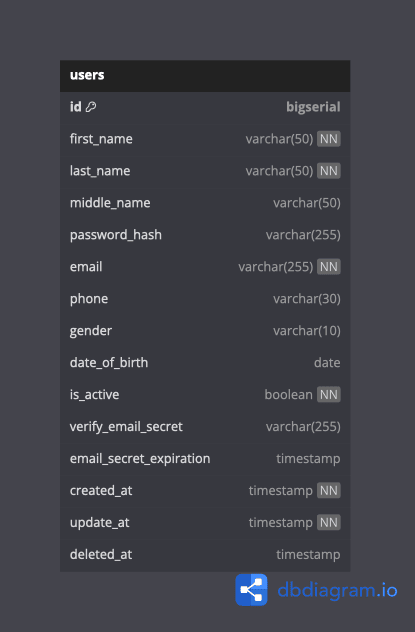 users
id bigserial
first_name varchar(50) NN
last_name varchar(50) NN
middle_name varchar(50)
password_hash varchar(255)
email varchar(255) NN
phone varchar(30)
gender varchar(10)
date_of_birth date
is_active boolean NN
verify_email_secret varchar(255)
email_secret_expiration timestamp
created_at timestamp NN
update_at timestamp NN
deleted_at timestamp
dbdiagram.io